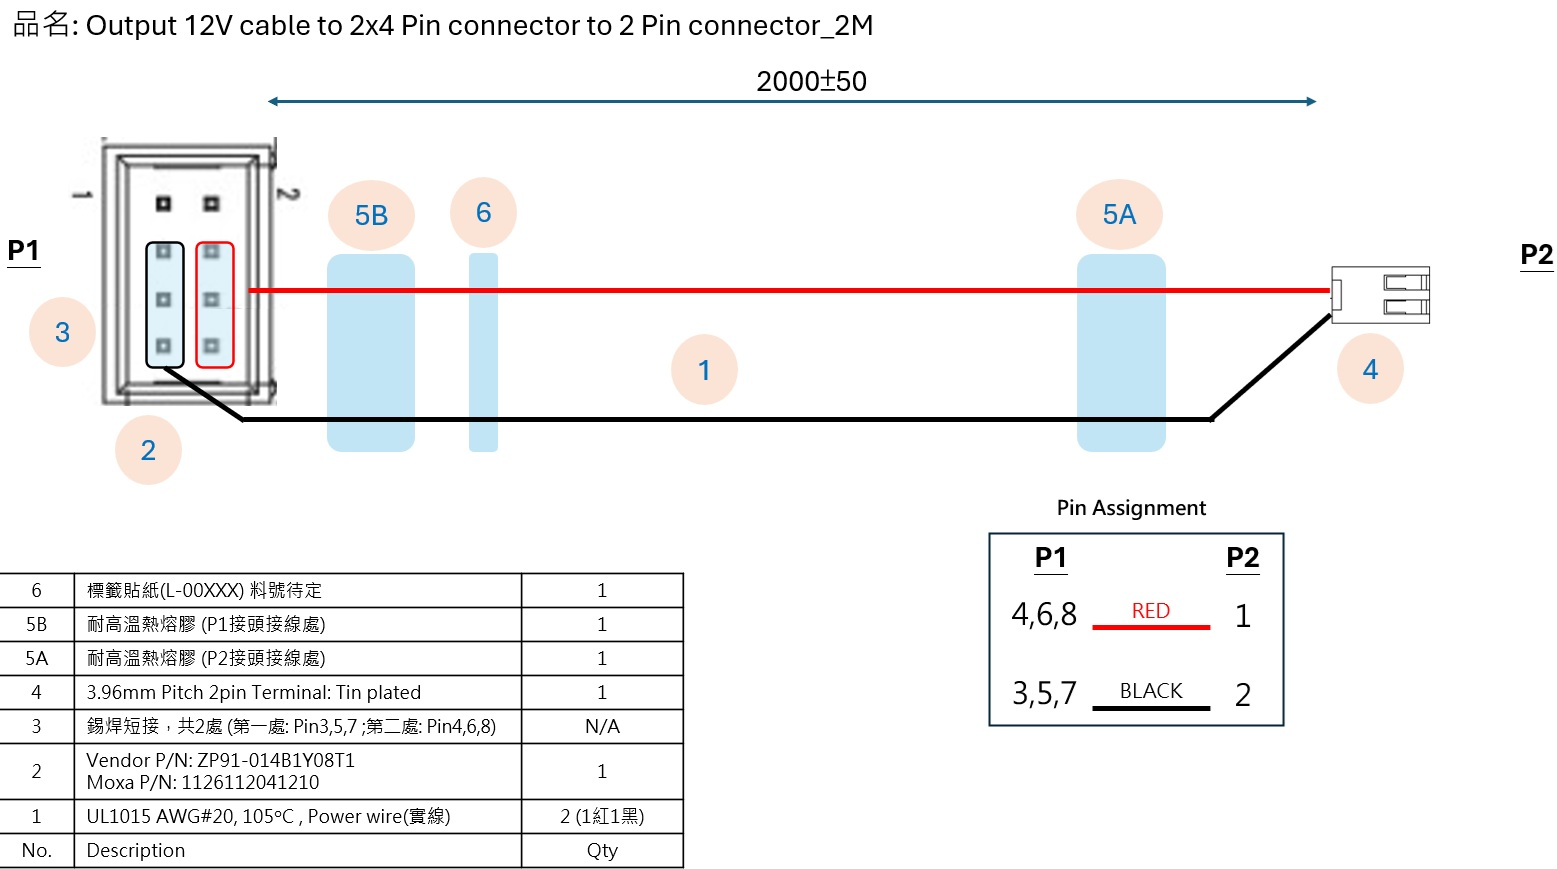 品名: Output 12V cable to 2x4 Pin connector to 2 Pin connector_2M
2000±50
1
2
5B
6
5A
P1
P2
3
1
4
2
Pin Assignment
P1
P2
4,6,8
RED
1
3,5,7
BLACK
2
6 標籤貼紙(L-00XXX) 料號待定 1
5B 耐高溫熱熔膠 (P1接頭接線處) 1
5A 耐高溫熱熔膠 (P2接頭接線處) 1
4 3.96mm Pitch 2pin Terminal: Tin plated 1
3 錫焊短接，共2處 (第一處: Pin3,5,7 ;第二處: Pin4,6,8) N/A
2 Vendor P/N: ZP91-014B1Y08T1 1
Moxa P/N: 1126112041210
1 UL1015 AWG#20, 105ºC , Power wire(實線) 2 (1紅1黑)
No. Description Qty